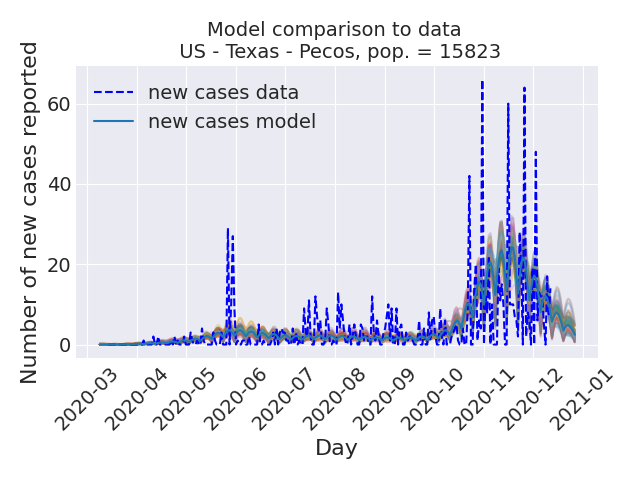 Model comparison to data
US - Texas - Pecos, pop. = 15823
Number of new cases reported
60
40
20
0
new cases data
new cases model
2020-03
2020-04
2020-05
2020-06
2020-07
2020-08
2020-09
2020-10
2020-11
2020-12
2021-01
Day